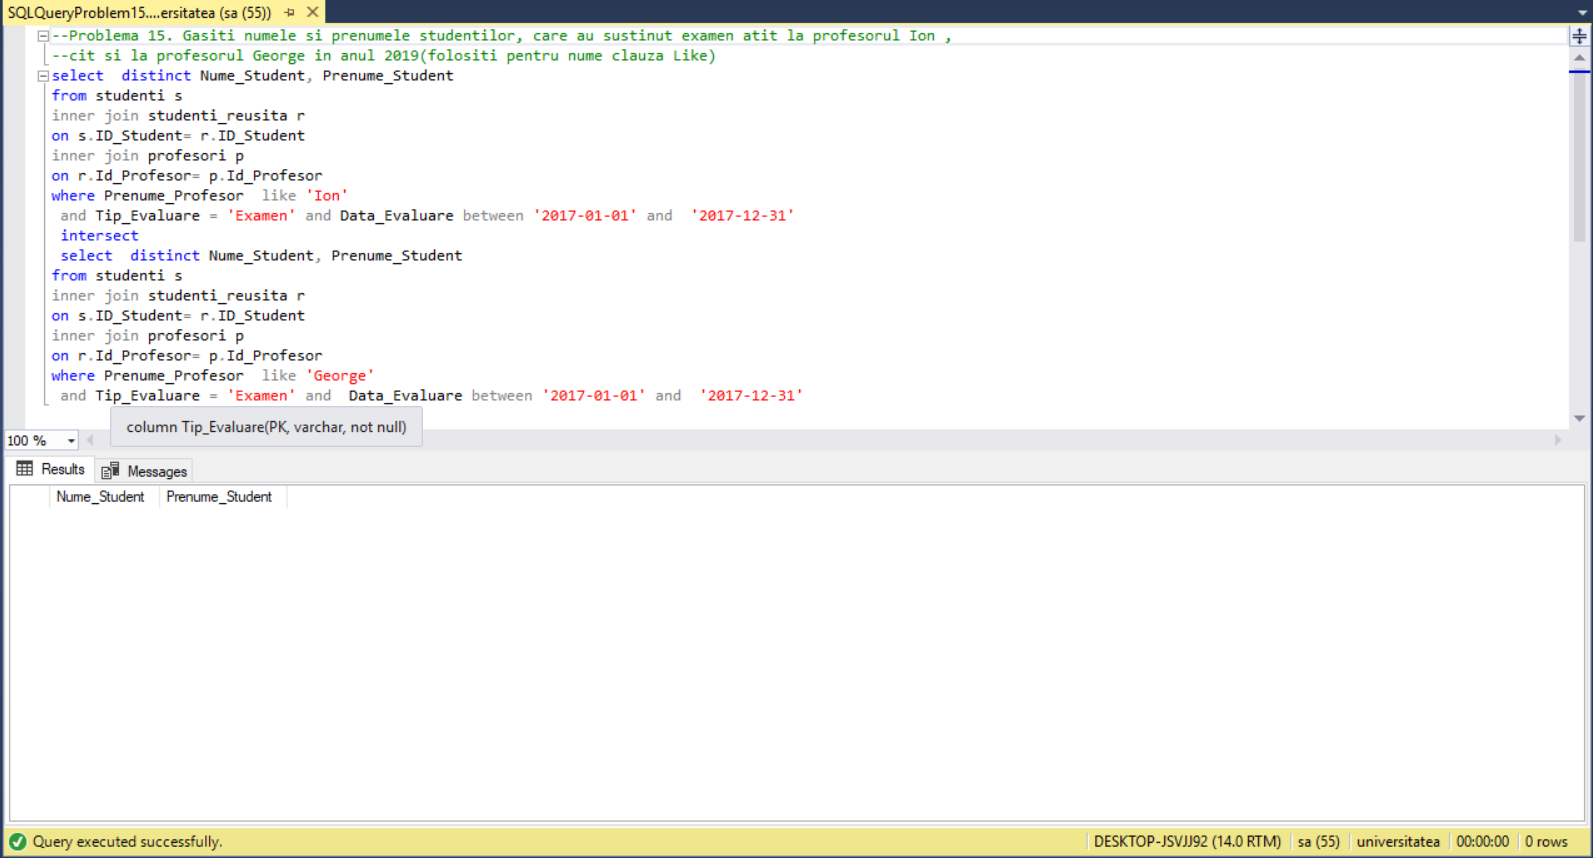 SQLQueryProblem15....ersitatea (sa (55))
--Problema 15. Gasiti numele si prenumele studentilor, care au sustinut examen atit la profesorul Ion ,
--cit si la profesorul George in anul 2019(folositi pentru nume clauza Like)
select  distinct Nume_Student, Prenume_Student
from studenti s
inner join studenti_reusita r
on s.ID_Student= r.ID_Student
inner join profesori p
on r.Id_Profesor= p.Id_Profesor
where Prenume_Profesor  like 'Ion'
 and Tip_Evaluare = 'Examen' and Data_Evaluare between '2017-01-01' and  '2017-12-31'
 intersect
 select  distinct Nume_Student, Prenume_Student
from studenti s
inner join studenti_reusita r
on s.ID_Student= r.ID_Student
inner join profesori p
on r.Id_Profesor= p.Id_Profesor
where Prenume_Profesor  like 'George'
 and Tip_Evaluare = 'Examen' and  Data_Evaluare between '2017-01-01' and  '2017-12-31'
column Tip_Evaluare(PK, varchar, not null)
100 %
Results Messages
Nume_Student Prenume_Student
Query executed successfully. DESKTOP-JSVJJ92 (14.0 RTM) sa (55) universitatea 00:00:00 0 rows